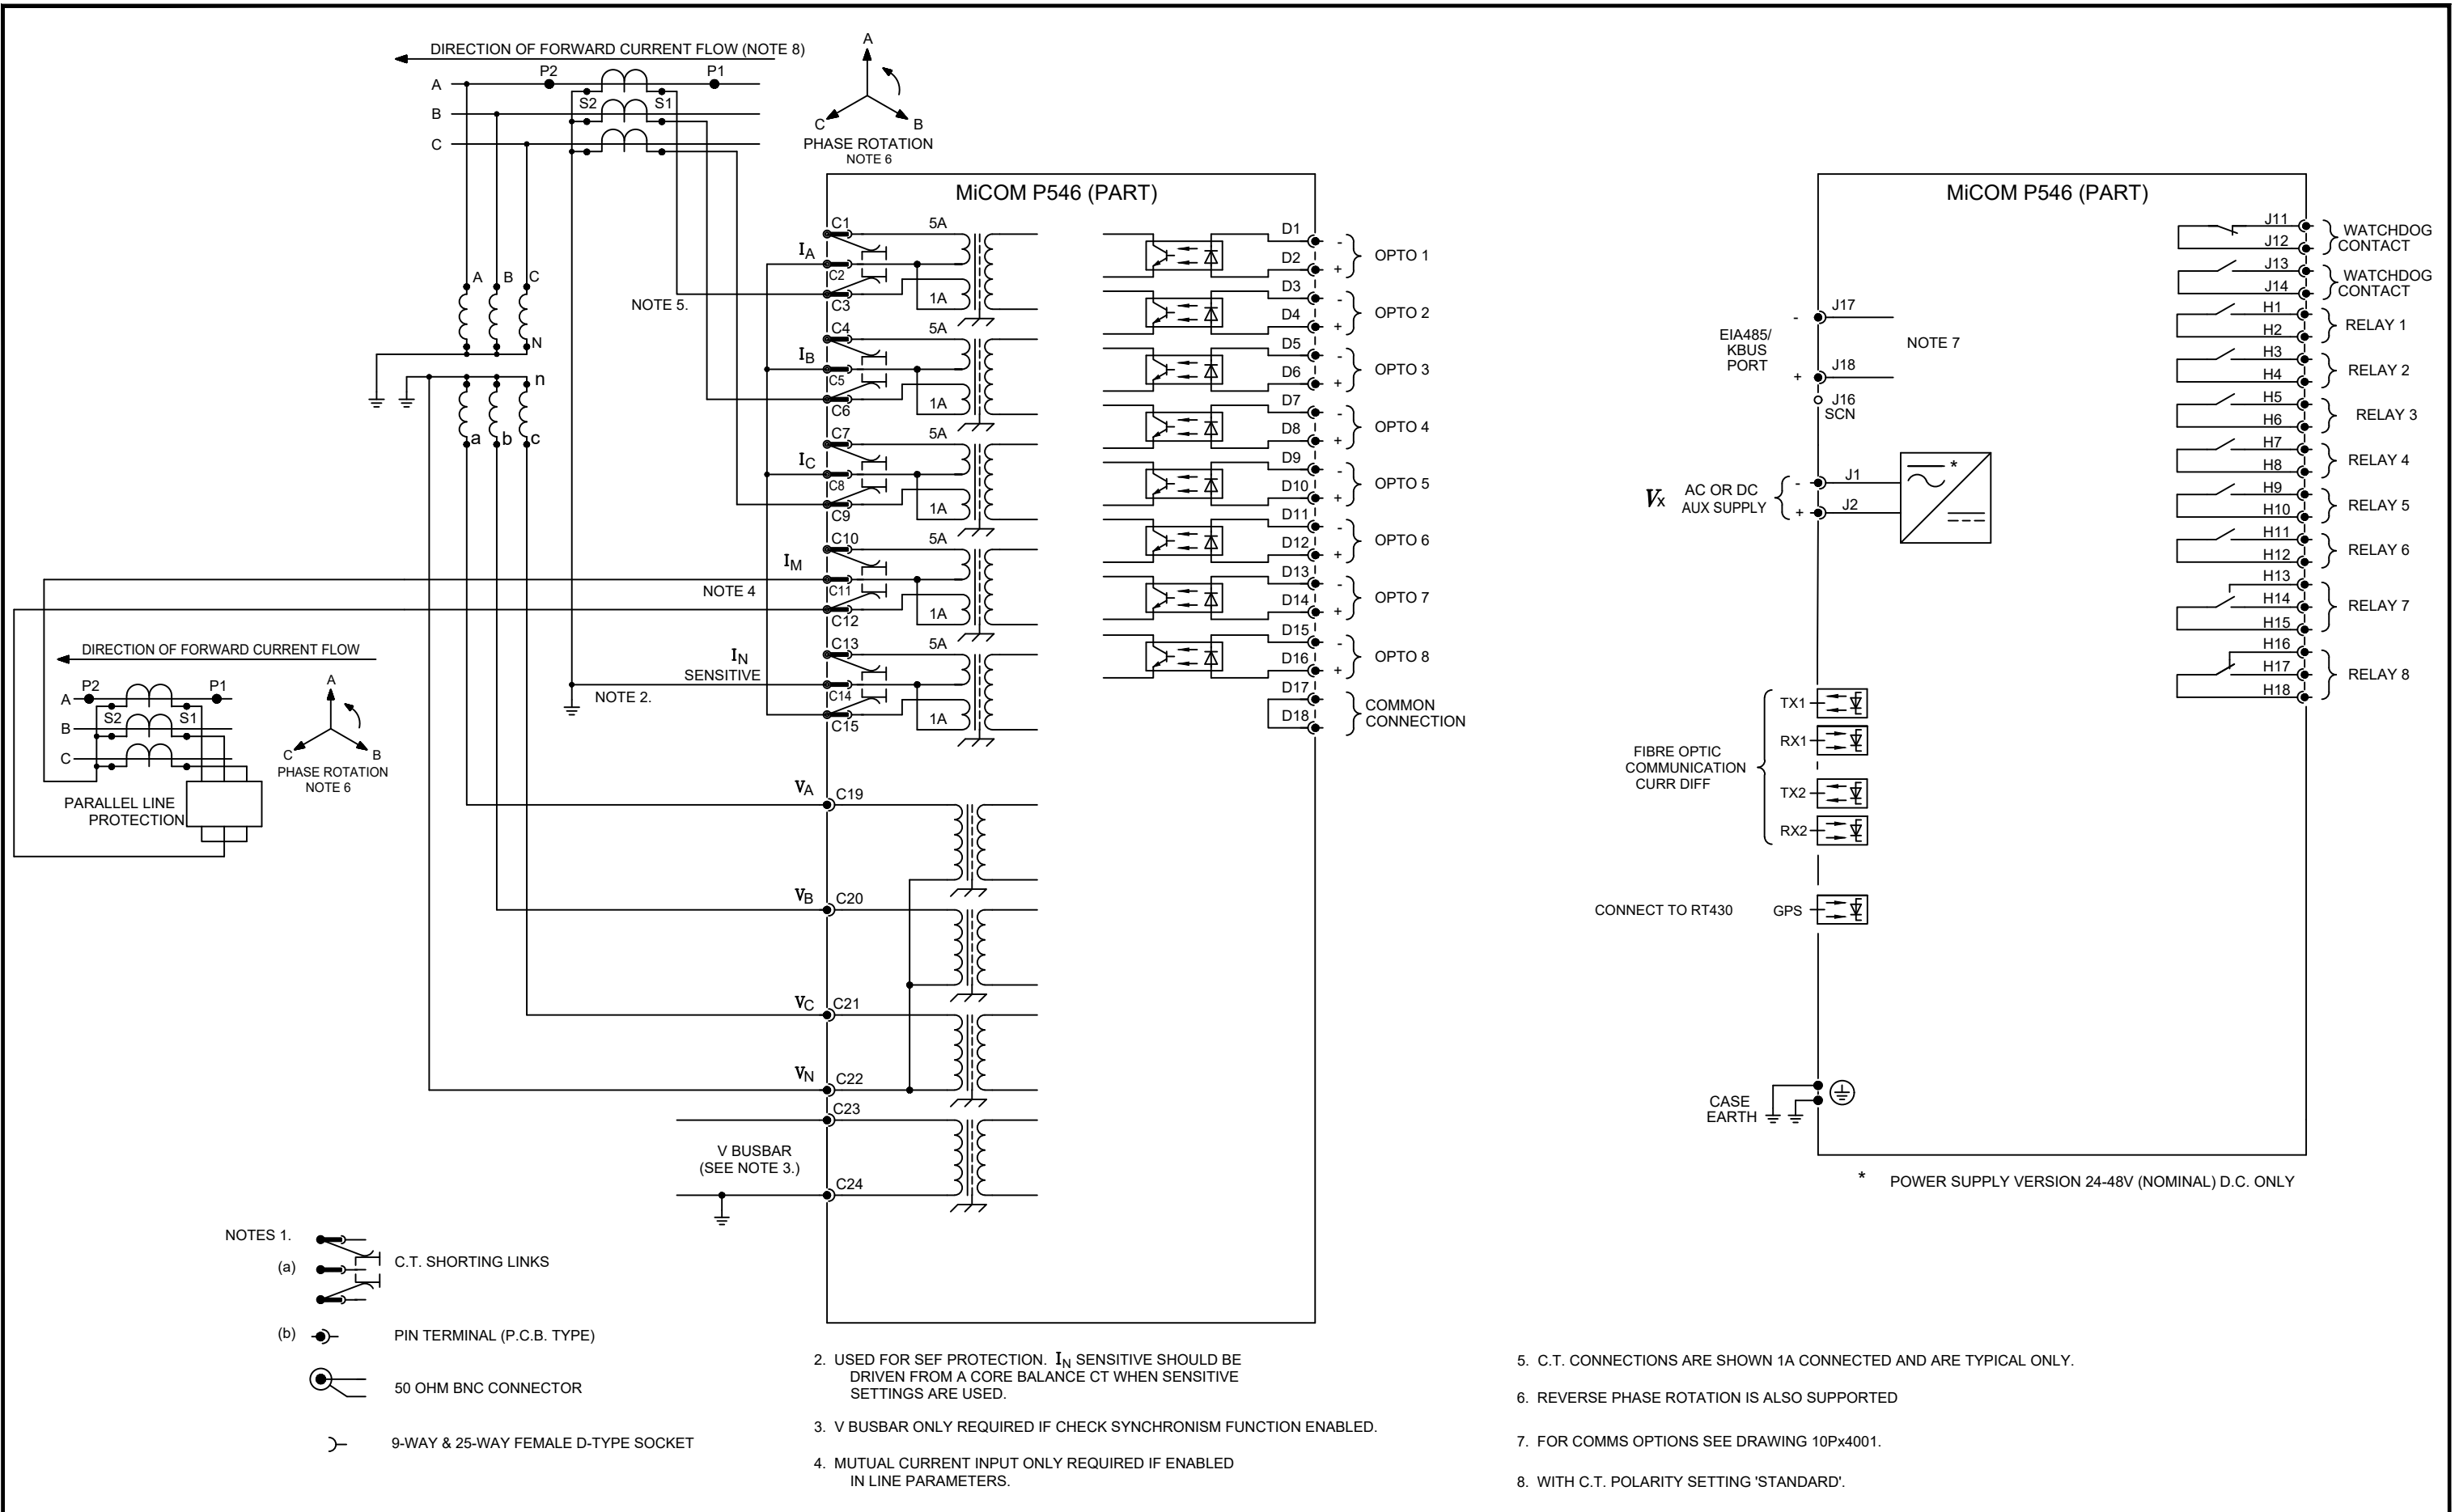 DIRECTION OF FORWARD CURRENT FLOW (NOTE 8)
A
P2
P1
S2
S1
B
C
A
C
B
PHASE ROTATION
NOTE 6
A
B
C
N
n
a
b
c
NOTE 5.
MiCOM P546 (PART)
C1
5A
IA
C2
1A
C3
C4
5A
IB
C5
1A
C6
C7
5A
IC
C8
1A
C9
C10
5A
IM
NOTE 4
C11
1A
C12
C13
5A
IN
SENSITIVE
NOTE 2.
C14
1A
C15
VA
C19
VB
C20
VC
C21
VN
C22
C23
V BUSBAR
(SEE NOTE 3.)
C24
D1
-
OPTO 1
D2
+
D3
-
OPTO 2
D4
+
D5
-
OPTO 3
D6
+
D7
-
OPTO 4
D8
+
D9
-
OPTO 5
D10
+
D11
-
OPTO 6
D12
+
D13
-
OPTO 7
D14
+
D15
-
OPTO 8
D16
+
D17
COMMON
CONNECTION
D18
DIRECTION OF FORWARD CURRENT FLOW
A
P2
P1
S2
S1
B
C
A
C
B
PHASE ROTATION
NOTE 6
PARALLEL LINE
PROTECTION
MiCOM P546 (PART)
-
J17
EIA485/
KBUS
PORT
NOTE 7
+
J18
J16
SCN
VX
AC OR DC
AUX SUPPLY
-
J1
+
J2
*
FIBRE OPTIC
COMMUNICATION
CURR DIFF
TX1
RX1
TX2
RX2
CONNECT TO RT430
GPS
CASE
EARTH
J11
J12
WATCHDOG
CONTACT
J13
J14
WATCHDOG
CONTACT
H1
H2
RELAY 1
H3
H4
RELAY 2
H5
H6
RELAY 3
H7
H8
RELAY 4
H9
H10
RELAY 5
H11
H12
RELAY 6
H13
H14
H15
RELAY 7
H16
H17
H18
RELAY 8
* POWER SUPPLY VERSION 24-48V (NOMINAL) D.C. ONLY
NOTES 1.
(a)
C.T. SHORTING LINKS
(b)
PIN TERMINAL (P.C.B. TYPE)
50 OHM BNC CONNECTOR
9-WAY & 25-WAY FEMALE D-TYPE SOCKET
2. USED FOR SEF PROTECTION. IN SENSITIVE SHOULD BE
DRIVEN FROM A CORE BALANCE CT WHEN SENSITIVE
SETTINGS ARE USED.
3. V BUSBAR ONLY REQUIRED IF CHECK SYNCHRONISM FUNCTION ENABLED.
4. MUTUAL CURRENT INPUT ONLY REQUIRED IF ENABLED
IN LINE PARAMETERS.
5. C.T. CONNECTIONS ARE SHOWN 1A CONNECTED AND ARE TYPICAL ONLY.
6. REVERSE PHASE ROTATION IS ALSO SUPPORTED
7. FOR COMMS OPTIONS SEE DRAWING 10Px4001.
8. WITH C.T. POLARITY SETTING 'STANDARD'.